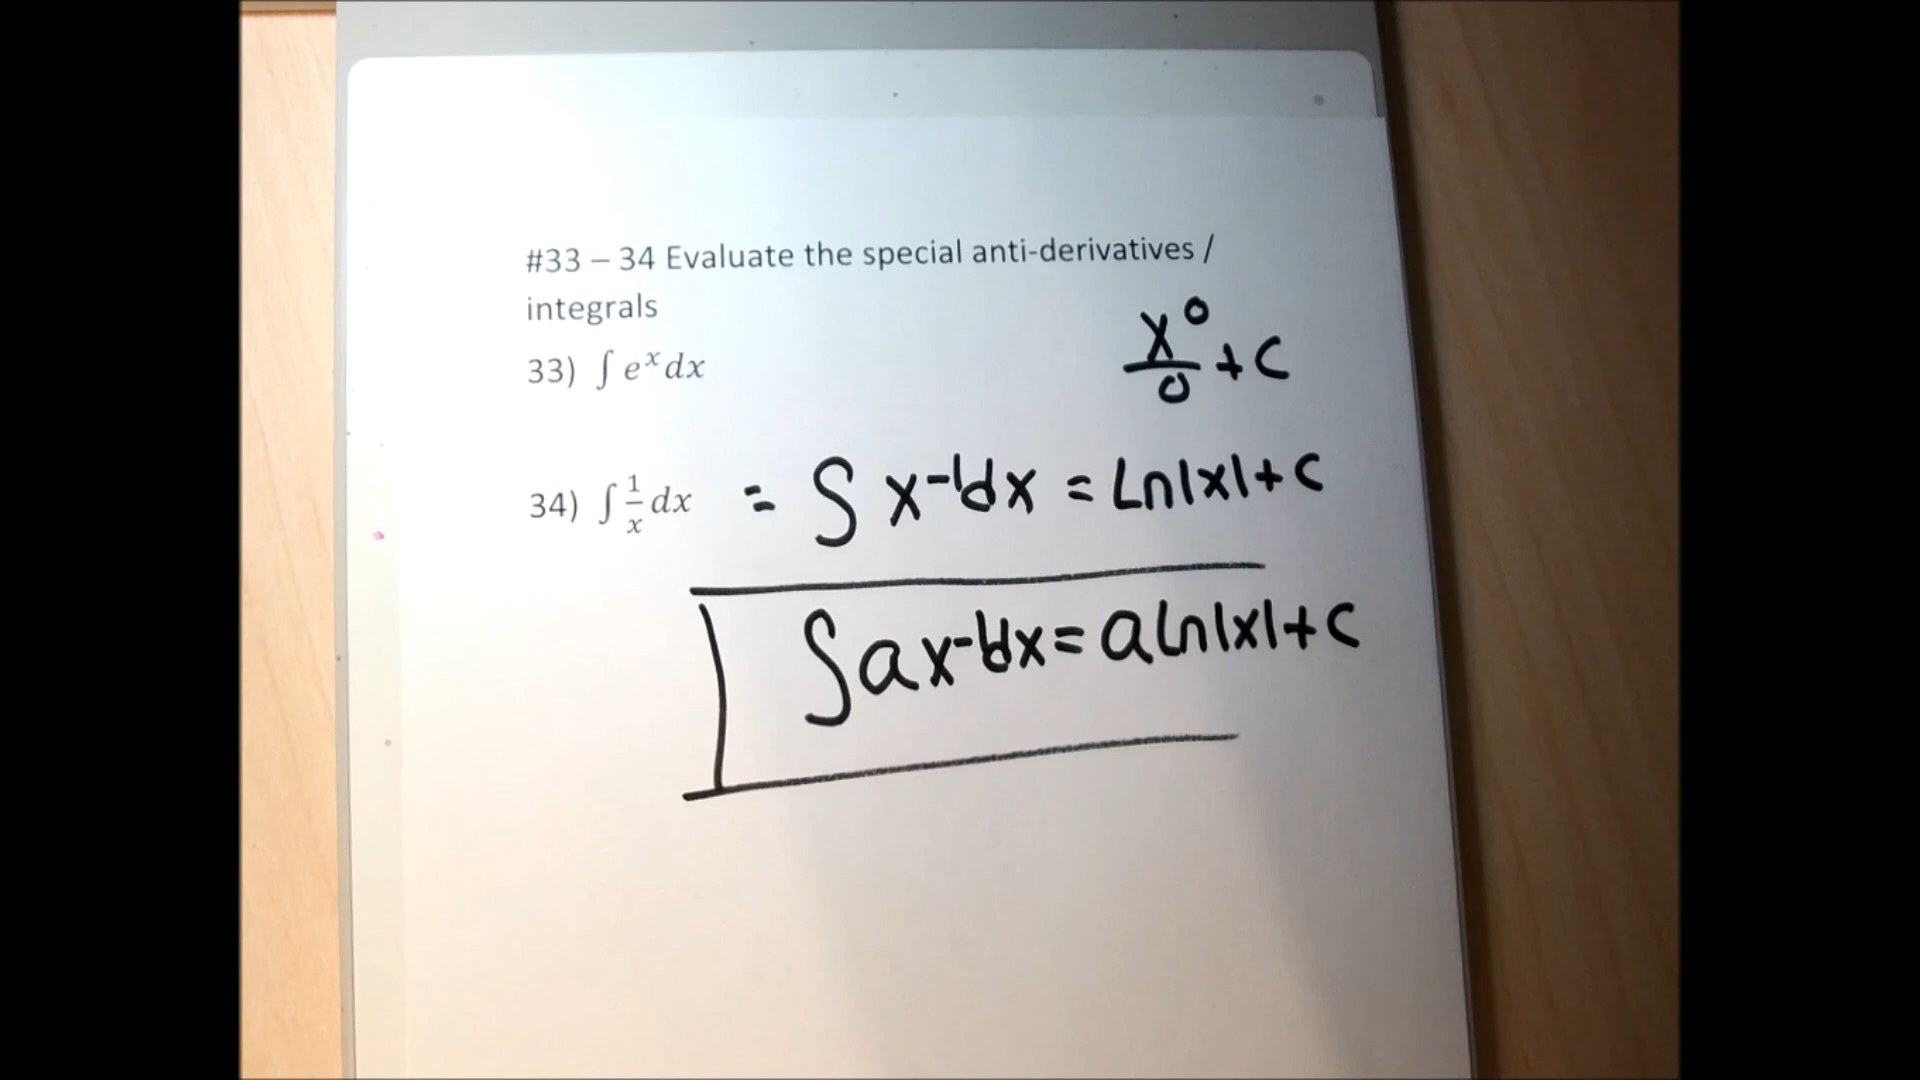 #33 – 34 Evaluate the special anti-derivatives /
integrals
33) ∫ eˣ dx
x⁰/0 + C
34) ∫ 1/x dx = ∫ x⁻¹dx = Ln|x| + C
∫ax⁻¹dx = a Ln|x| + C